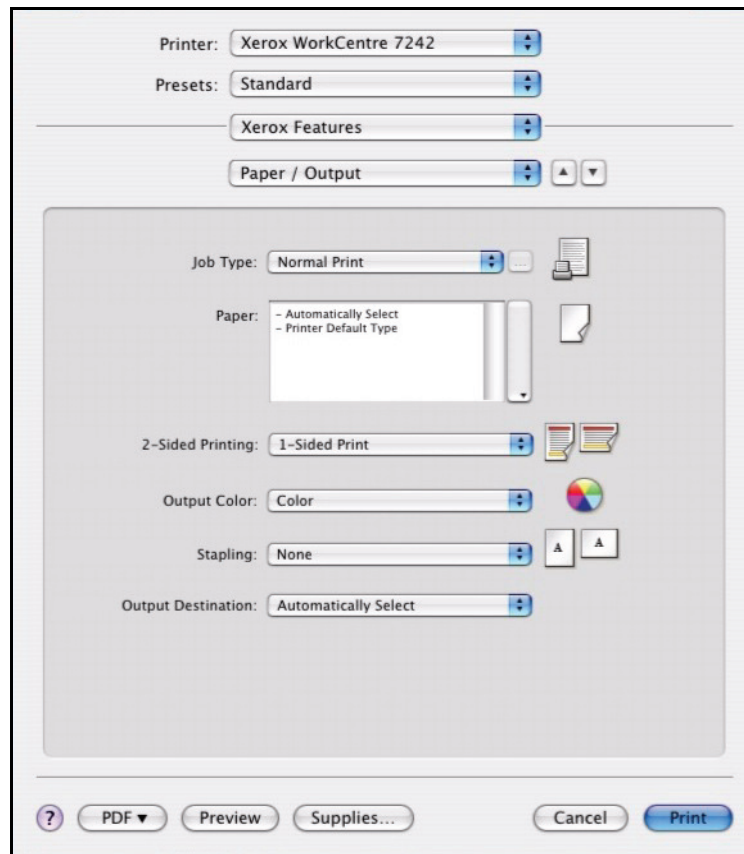 Printer: Xerox WorkCentre 7242
Presets: Standard
Xerox Features
Paper / Output
Job Type: Normal Print ...
Paper: - Automatically Select
- Printer Default Type
2-Sided Printing: 1-Sided Print
Output Color: Color
Stapling: None A A
Output Destination: Automatically Select
? PDF Preview Supplies... Cancel Print